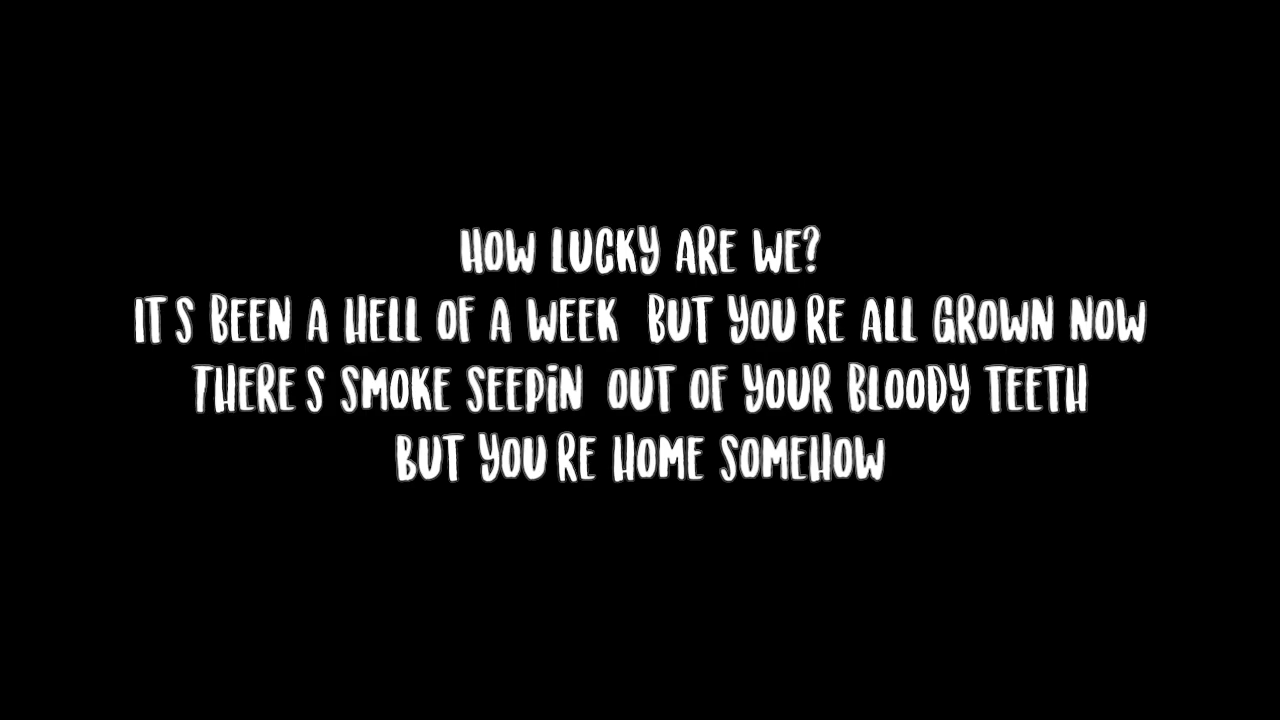 HOW LUCKY ARE WE?
IT S BEEN A HELL OF A WEEK  BUT YOU RE ALL GROWN NOW
THERE S SMOKE SEEPIN  OUT OF YOUR BLOODY TEETH
BUT YOU RE HOME SOMEHOW